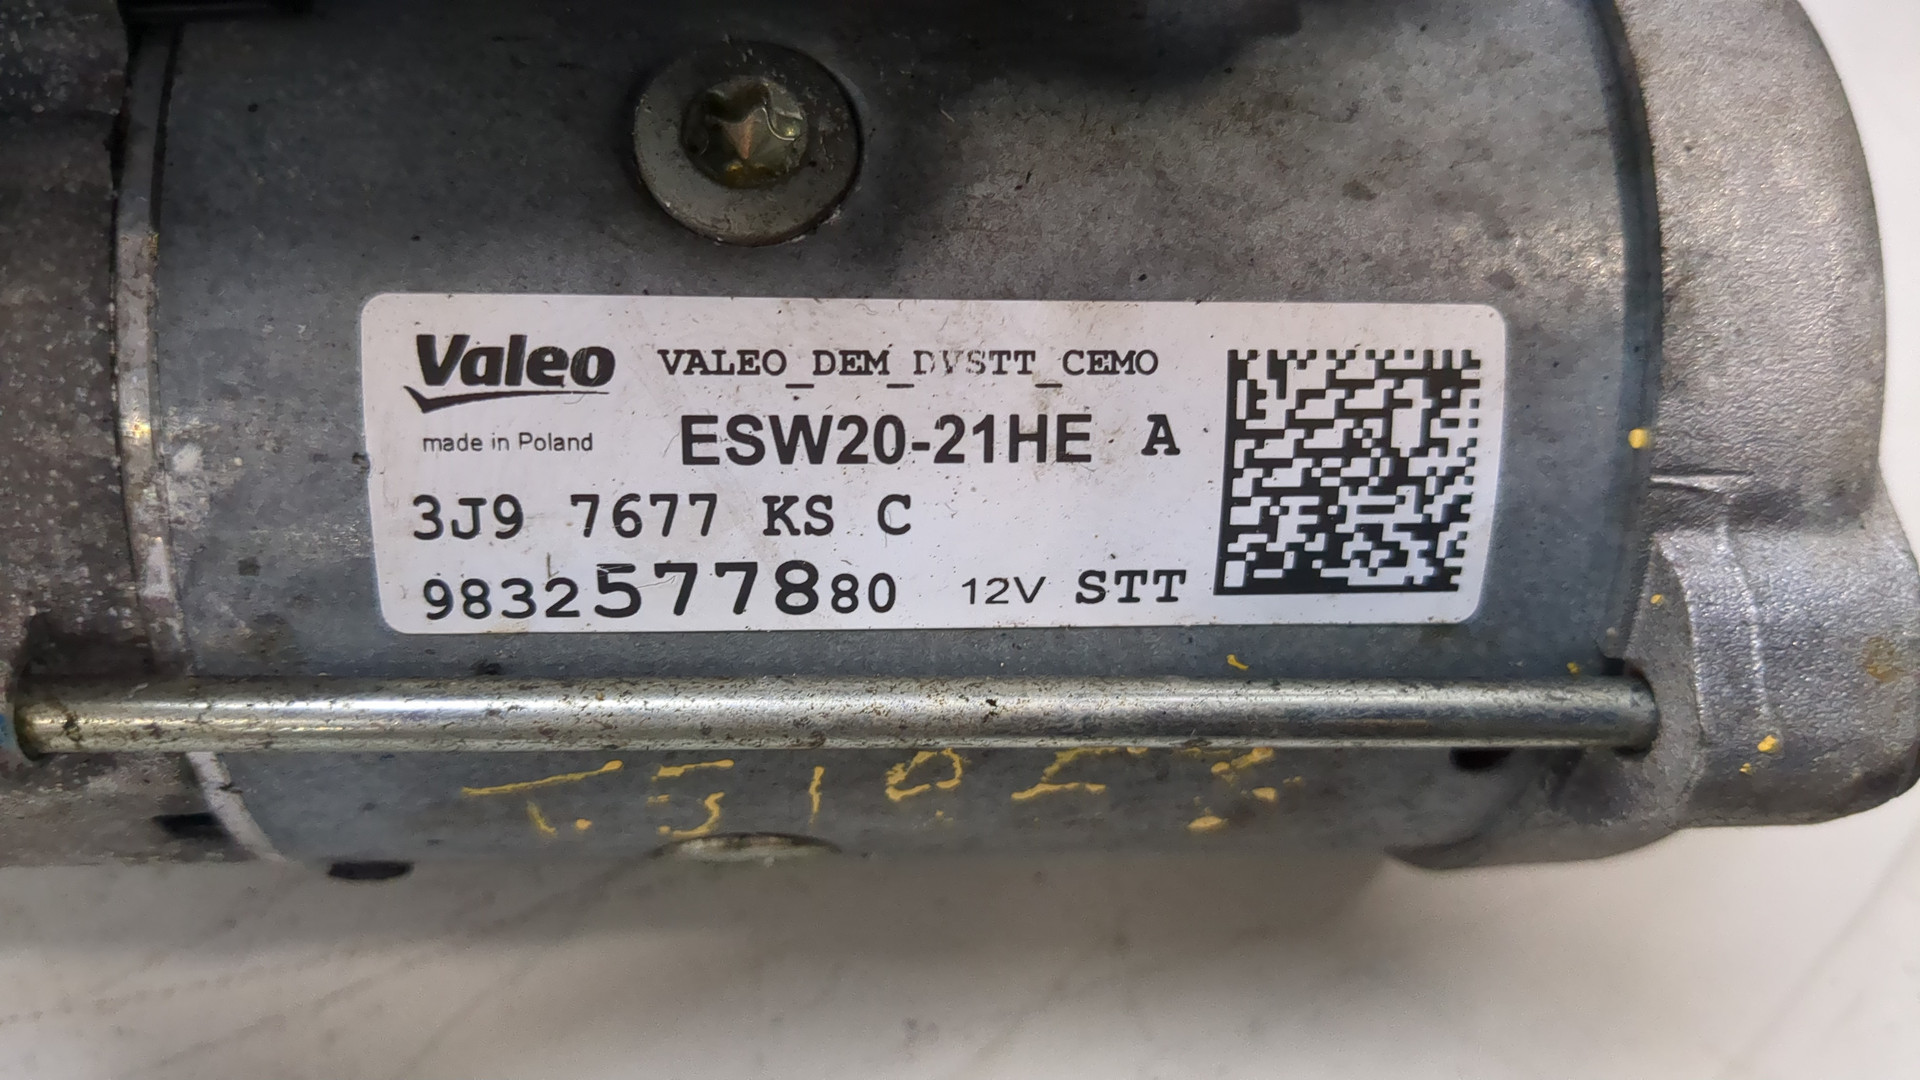 Valeo VALEO_DEM_DVSTT_CEMO
made in Poland ESW20-21HE A
3J9 7677 KS C
9832577880 12V STT